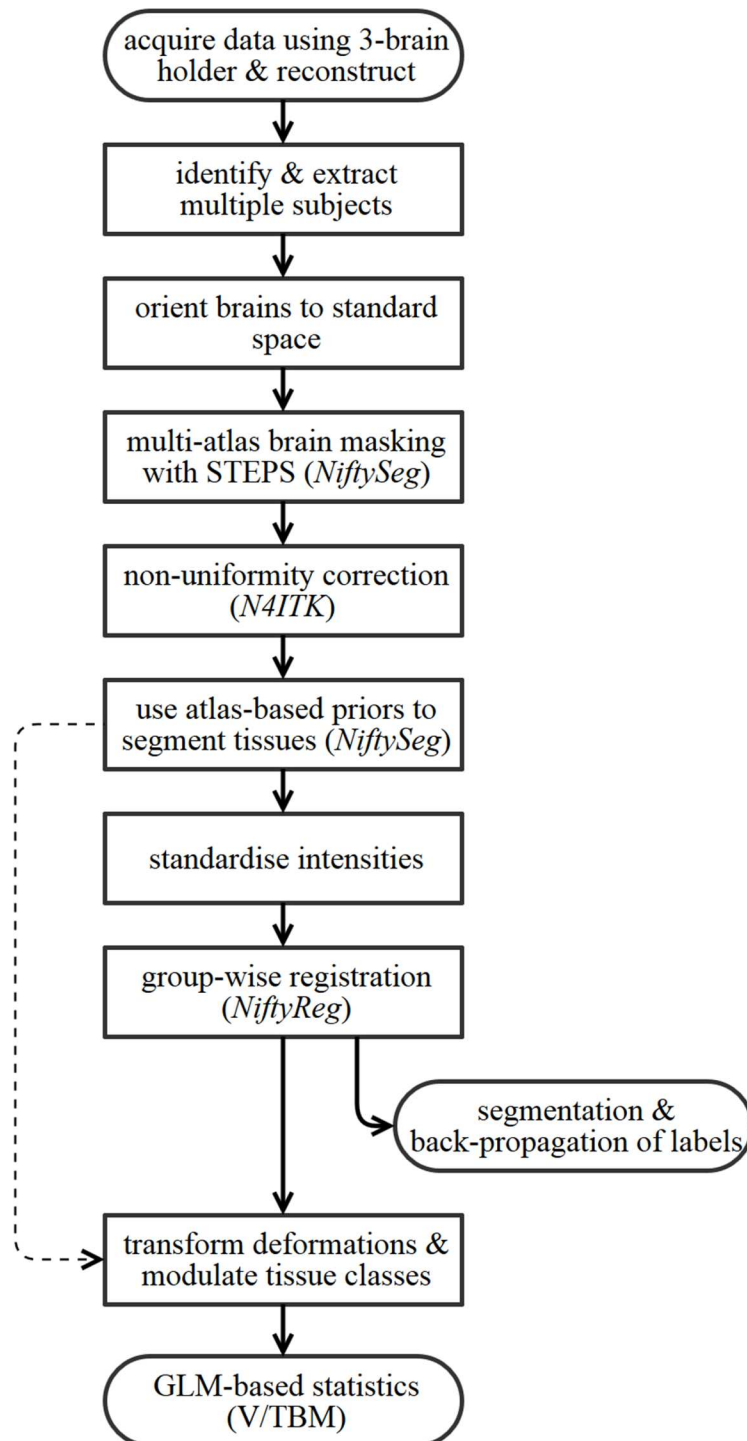 acquire data using 3-brain
holder & reconstruct
identify & extract
multiple subjects
orient brains to standard
space
multi-atlas brain masking
with STEPS (NiftySeg)
non-uniformity correction
(N4ITK)
use atlas-based priors to
segment tissues (NiftySeg)
standardise intensities
group-wise registration
(NiftyReg)
segmentation &
back-propagation of labels
transform deformations &
modulate tissue classes
GLM-based statistics
(V/TBM)